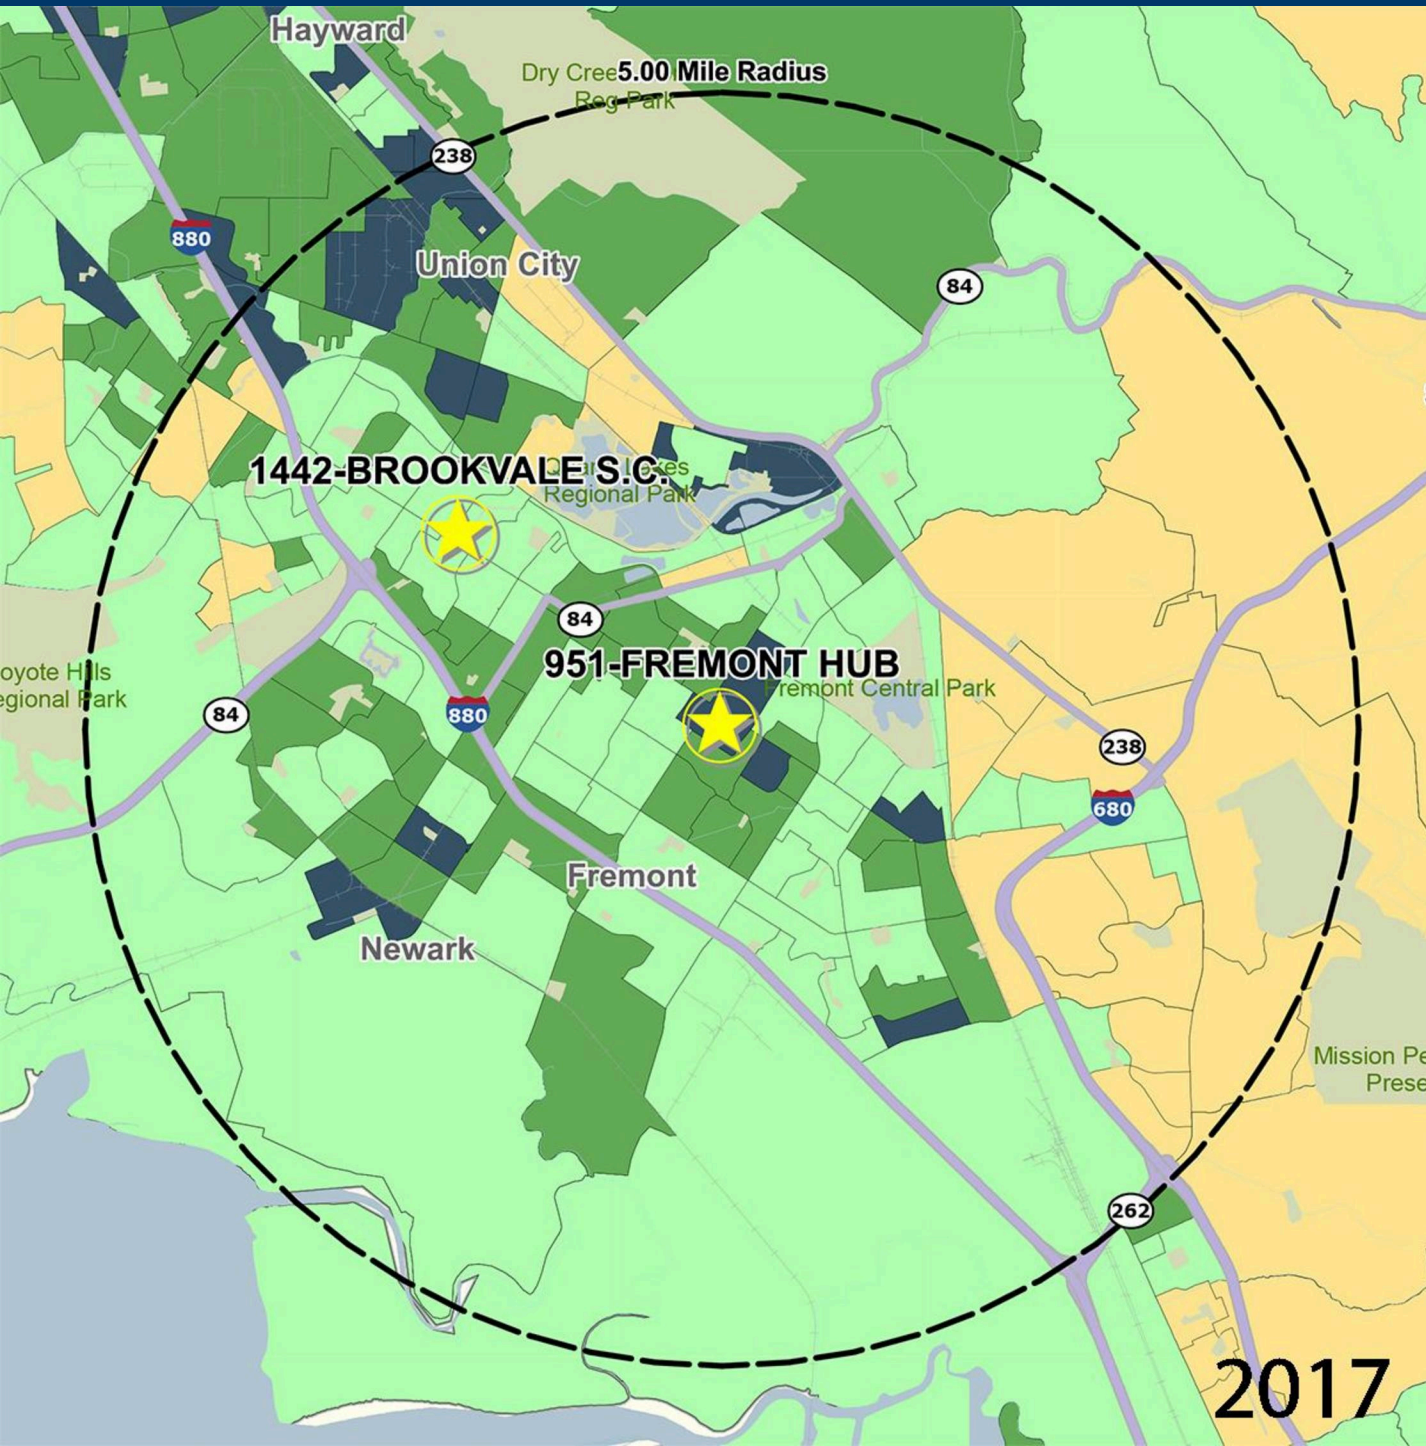 Hayward
Dry Cree
5.00 Mile Radius
Reg Park
238
880
Union City
84
1442-BROOKVALE S.C.
Regional Park
84
951-FREMONT HUB
oyote Hills
egional Park
Fremont Central Park
84
880
238
680
Fremont
Newark
Mission Pe
Prese
262
2017